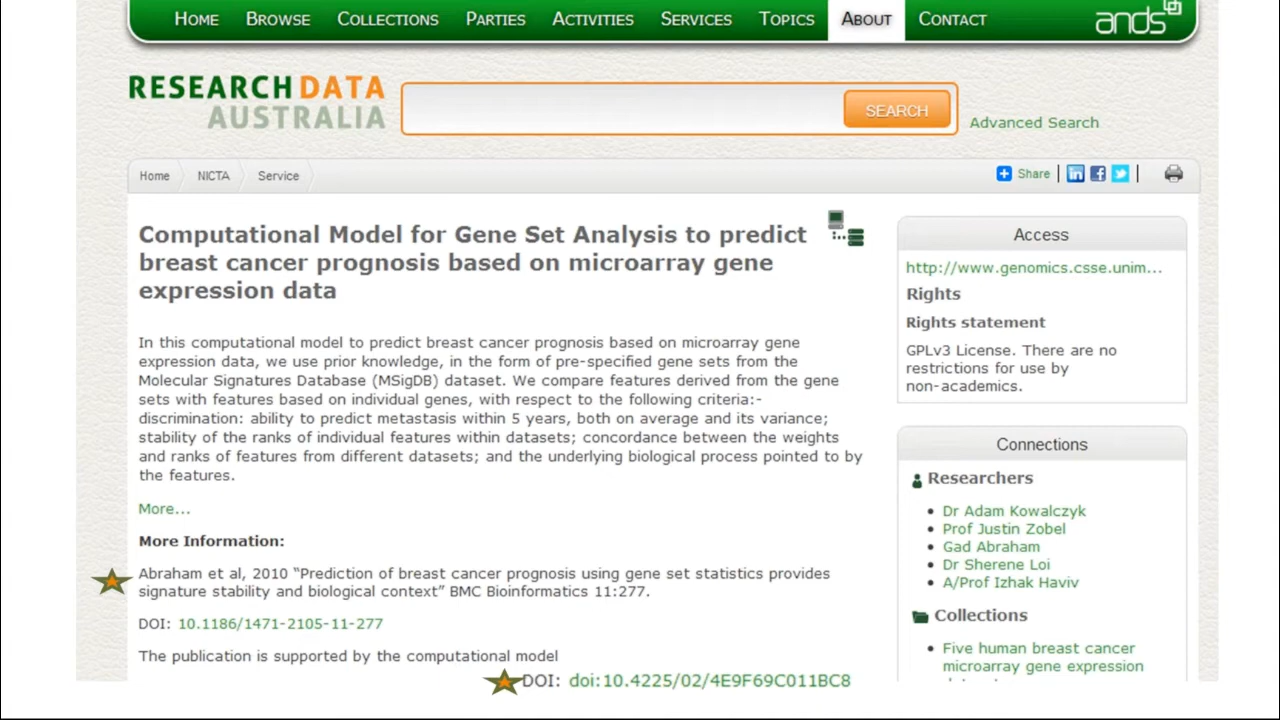 HOME BROWSE COLLECTIONS PARTIES ACTIVITIES SERVICES TOPICS ABOUT CONTACT
ands
RESEARCH DATA
AUSTRALIA
SEARCH
Advanced Search
Home NICTA Service
Share
in f
Computational Model for Gene Set Analysis to predict
breast cancer prognosis based on microarray gene
expression data
In this computational model to predict breast cancer prognosis based on microarray gene
expression data, we use prior knowledge, in the form of pre-specified gene sets from the
Molecular Signatures Database (MSigDB) dataset. We compare features derived from the gene
sets with features based on individual genes, with respect to the following criteria:-
discrimination: ability to predict metastasis within 5 years, both on average and its variance;
stability of the ranks of individual features within datasets; concordance between the weights
and ranks of features from different datasets; and the underlying biological process pointed to by
the features.
More...
More Information:
Abraham et al, 2010 “Prediction of breast cancer prognosis using gene set statistics provides
signature stability and biological context” BMC Bioinformatics 11:277.
DOI: 10.1186/1471-2105-11-277
The publication is supported by the computational model
DOI: doi:10.4225/02/4E9F69C011BC8
Access
http://www.genomics.csse.unim...
Rights
Rights statement
GPLv3 License. There are no
restrictions for use by
non-academics.
Connections
Researchers
• Dr Adam Kowalczyk
• Prof Justin Zobel
• Gad Abraham
• Dr Sherene Loi
• A/Prof Izhak Haviv
Collections
• Five human breast cancer
microarray gene expression